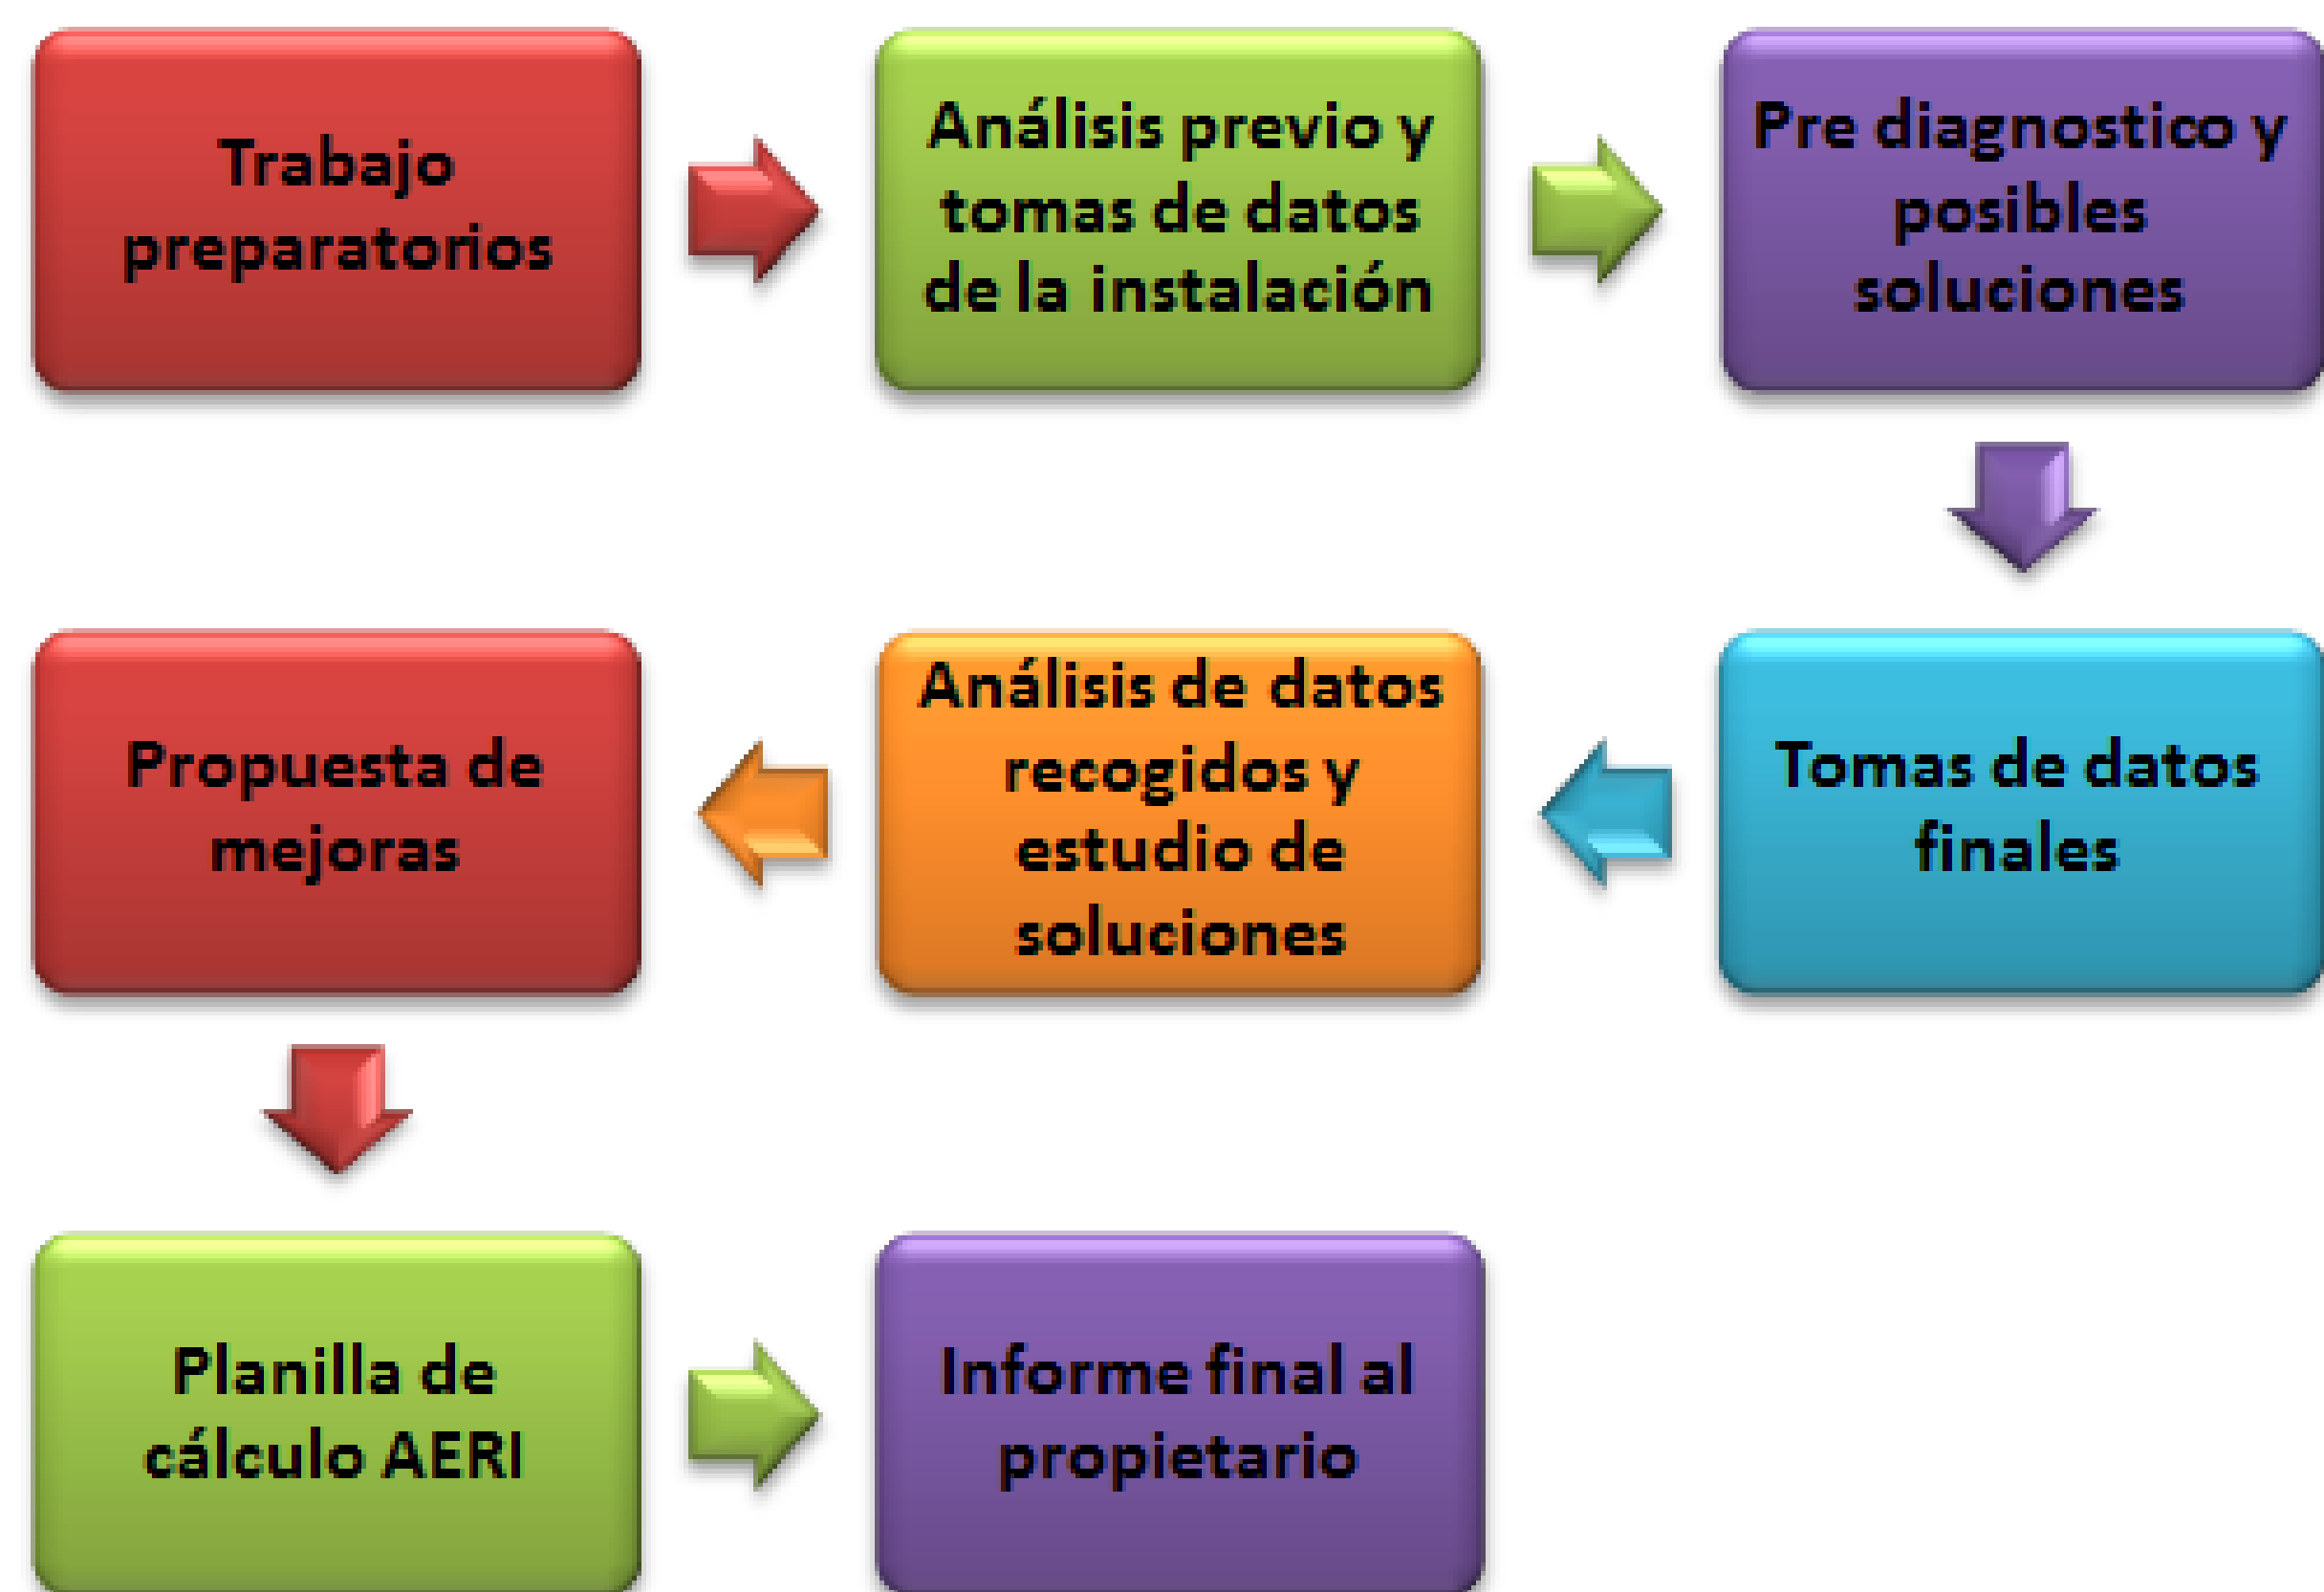 Trabajo
preparatorios
Análisis previo y
tomas de datos
de la instalación
Pre diagnostico y
posibles
soluciones
Tomas de datos
finales
Análisis de datos
recogidos y
estudio de
soluciones
Propuesta de
mejoras
Planilla de
cálculo AERI
Informe final al
propietario